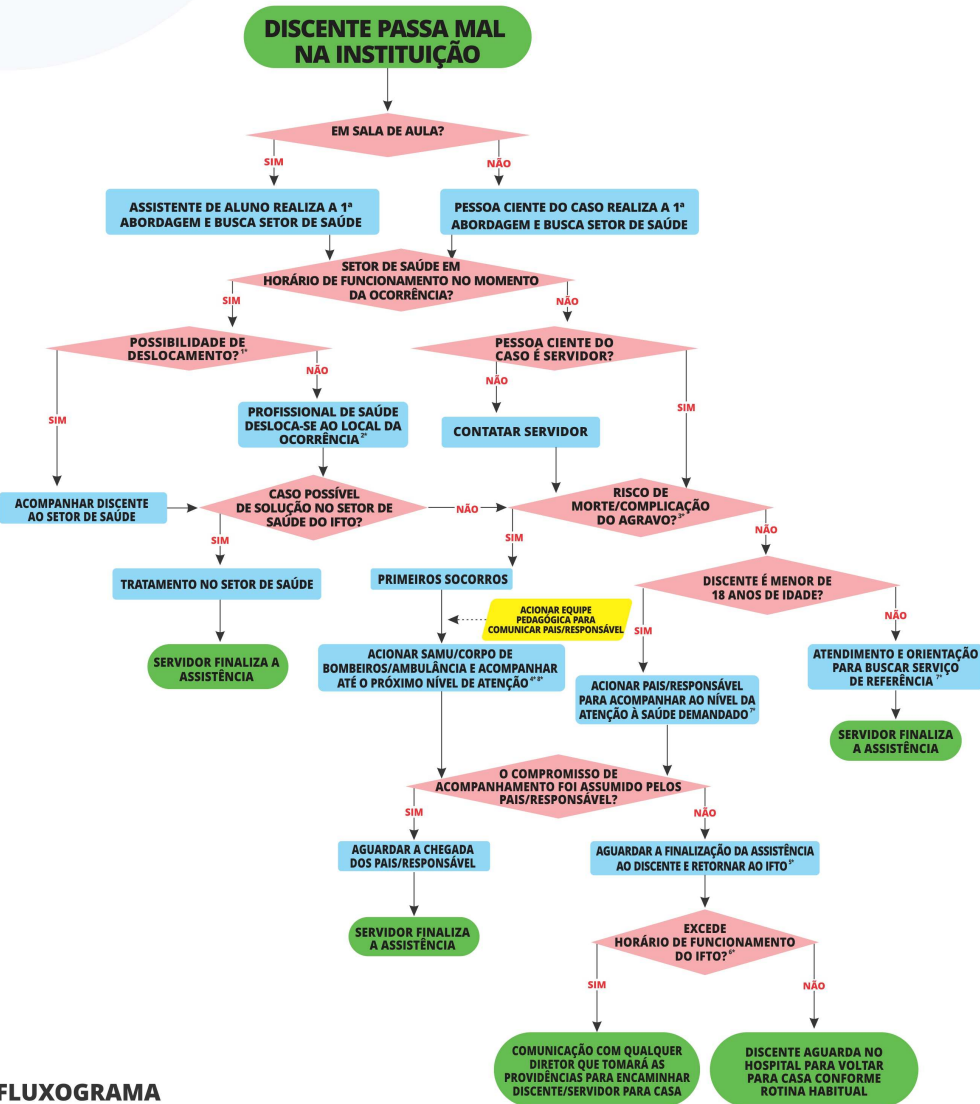 DISCENTE PASSA MAL
NA INSTITUIÇÃO
EM SALA DE AULA?
SIM
NÃO
ASSISTENTE DE ALUNO REALIZA A 1ª
ABORDAGEM E BUSCA SETOR DE SAÚDE
PESSOA CIENTE DO CASO REALIZA A 1ª
ABORDAGEM E BUSCA SETOR DE SAÚDE
SETOR DE SAÚDE EM
HORÁRIO DE FUNCIONAMENTO NO MOMENTO
DA OCORRÊNCIA?
SIM
NÃO
POSSIBILIDADE DE
DESLOCAMENTO? 1*
PESSOA CIENTE DO
CASO É SERVIDOR?
NÃO
NÃO
SIM
SIM
PROFISSIONAL DE SAÚDE
DESLOCA-SE AO LOCAL DA
OCORRÊNCIA 2*
CONTATAR SERVIDOR
ACOMPANHAR DISCENTE
AO SETOR DE SAÚDE
CASO POSSÍVEL
DE SOLUÇÃO NO SETOR DE
SAÚDE DO IFTO?
NÃO
RISCO DE
MORTE/COMPLICAÇÃO
DO AGRAVO? 3*
SIM
SIM
NÃO
TRATAMENTO NO SETOR DE SAÚDE
PRIMEIROS SOCORROS
DISCENTE É MENOR DE
18 ANOS DE IDADE?
ACIONAR EQUIPE
PEDAGÓGICA PARA
COMUNICAR PAIS/RESPONSÁVEL
SIM
NÃO
SERVIDOR FINALIZA A
ASSISTÊNCIA
ACIONAR SAMU/CORPO DE
BOMBEIROS/AMBULÂNCIA E ACOMPANHAR
ATÉ O PRÓXIMO NÍVEL DE ATENÇÃO 4* 8*
ACIONAR PAIS/RESPONSÁVEL
PARA ACOMPANHAR AO NÍVEL DA
ATENÇÃO À SAÚDE DEMANDADO 7*
ATENDIMENTO E ORIENTAÇÃO
PARA BUSCAR SERVIÇO
DE REFERÊNCIA 7*
SERVIDOR FINALIZA
A ASSISTÊNCIA
O COMPROMISSO DE
ACOMPANHAMENTO FOI ASSUMIDO PELOS
PAIS/RESPONSÁVEL?
SIM
NÃO
AGUARDAR A CHEGADA
DOS PAIS/RESPONSÁVEL
AGUARDAR A FINALIZAÇÃO DA ASSISTÊNCIA
AO DISCENTE E RETORNAR AO IFTO 5*
SERVIDOR FINALIZA
A ASSISTÊNCIA
EXCEDE
HORÁRIO DE FUNCIONAMENTO
DO IFTO? 6*
SIM
NÃO
COMUNICAÇÃO COM QUALQUER
DIRETOR QUE TOMARÁ AS
PROVIDÊNCIAS PARA ENCAMINHAR
DISCENTE/SERVIDOR PARA CASA
DISCENTE AGUARDA NO
HOSPITAL PARA VOLTAR
PARA CASA CONFORME
ROTINA HABITUAL
FLUXOGRAMA